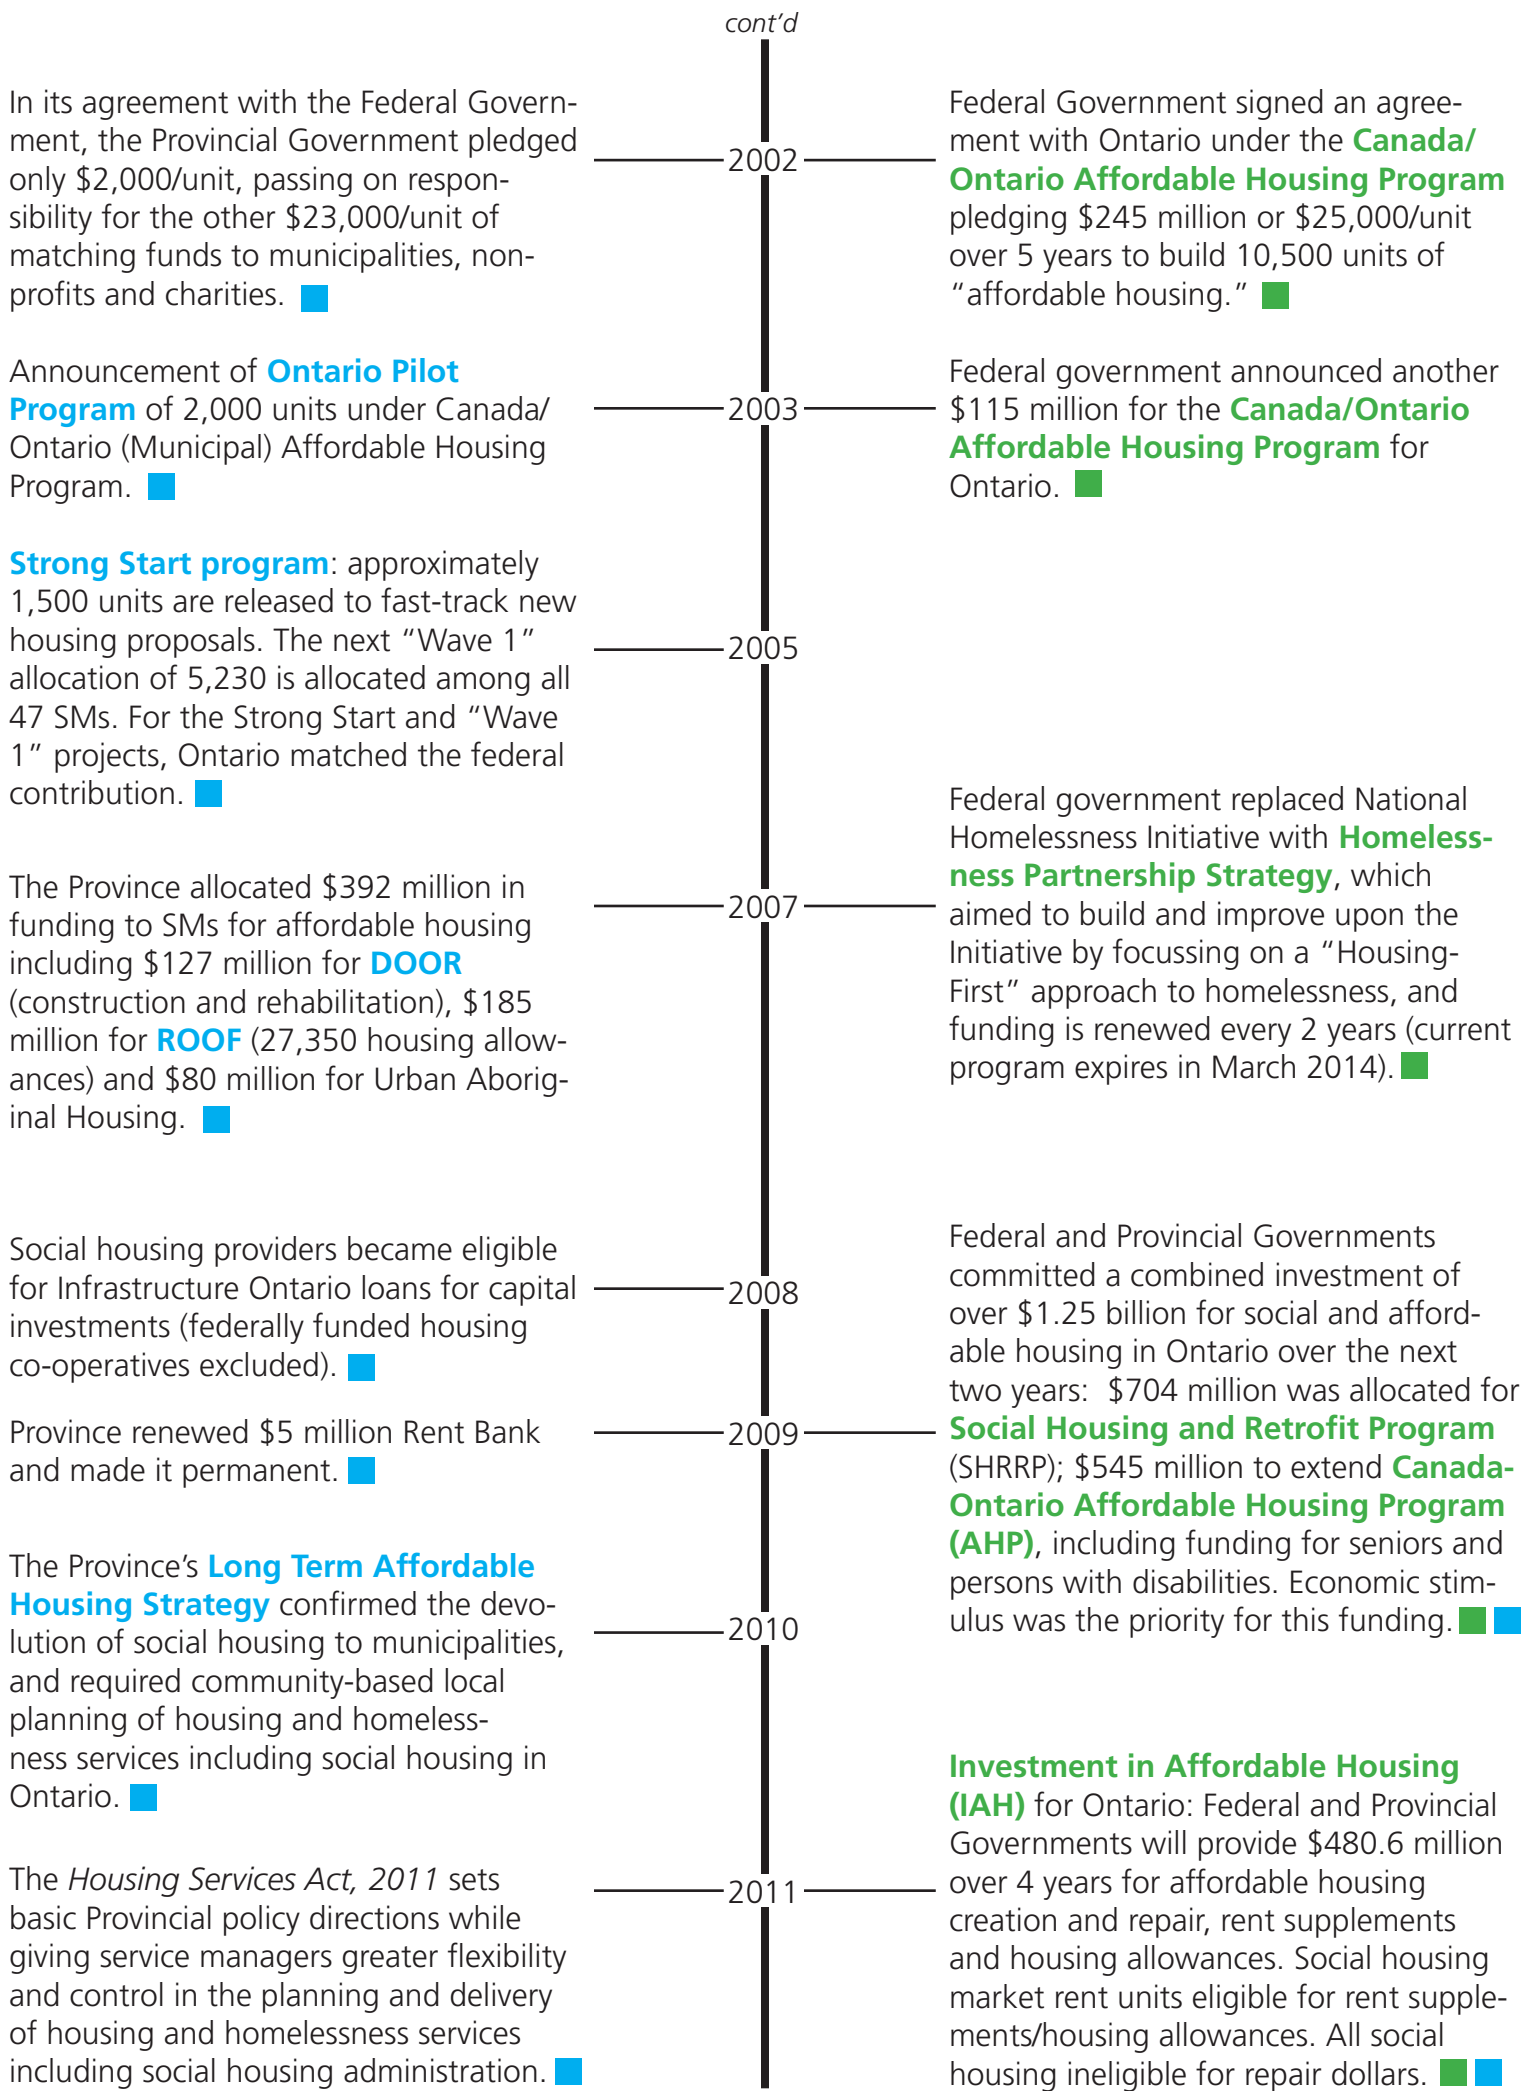 cont'd
In its agreement with the Federal Govern-
ment, the Provincial Government pledged
only $2,000/unit, passing on respon-
sibility for the other $23,000/unit of
matching funds to municipalities, non-
profits and charities.
2002
Federal Government signed an agree-
ment with Ontario under the Canada/
Ontario Affordable Housing Program
pledging $245 million or $25,000/unit
over 5 years to build 10,500 units of
“affordable housing.”
Announcement of Ontario Pilot
Program of 2,000 units under Canada/
Ontario (Municipal) Affordable Housing
Program.
2003
Federal government announced another
$115 million for the Canada/Ontario
Affordable Housing Program for
Ontario.
Strong Start program: approximately
1,500 units are released to fast-track new
housing proposals. The next “Wave 1”
allocation of 5,230 is allocated among all
47 SMs. For the Strong Start and “Wave
1” projects, Ontario matched the federal
contribution.
2005
The Province allocated $392 million in
funding to SMs for affordable housing
including $127 million for DOOR
(construction and rehabilitation), $185
million for ROOF (27,350 housing allow-
ances) and $80 million for Urban Aborig-
inal Housing.
2007
Federal government replaced National
Homelessness Initiative with Homeless-
ness Partnership Strategy, which
aimed to build and improve upon the
Initiative by focussing on a “Housing-
First” approach to homelessness, and
funding is renewed every 2 years (current
program expires in March 2014).
Social housing providers became eligible
for Infrastructure Ontario loans for capital
investments (federally funded housing
co-operatives excluded).
2008
Province renewed $5 million Rent Bank
and made it permanent.
2009
Federal and Provincial Governments
committed a combined investment of
over $1.25 billion for social and afford-
able housing in Ontario over the next
two years: $704 million was allocated for
Social Housing and Retrofit Program
(SHRRP); $545 million to extend Canada-
Ontario Affordable Housing Program
(AHP), including funding for seniors and
persons with disabilities. Economic stim-
ulus was the priority for this funding.
The Province’s Long Term Affordable
Housing Strategy confirmed the devo-
lution of social housing to municipalities,
and required community-based local
planning of housing and homeless-
ness services including social housing in
Ontario.
2010
The Housing Services Act, 2011 sets
basic Provincial policy directions while
giving service managers greater flexibility
and control in the planning and delivery
of housing and homelessness services
including social housing administration.
2011
Investment in Affordable Housing
(IAH) for Ontario: Federal and Provincial
Governments will provide $480.6 million
over 4 years for affordable housing
creation and repair, rent supplements
and housing allowances. Social housing
market rent units eligible for rent supple-
ments/housing allowances. All social
housing ineligible for repair dollars.